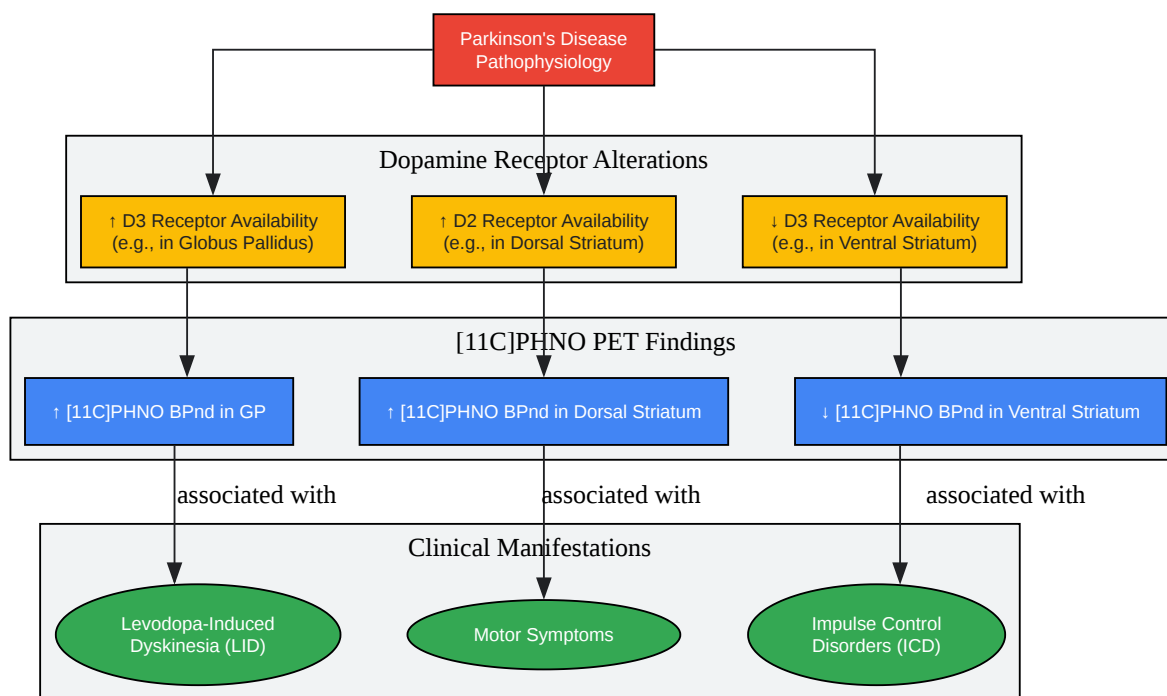 Parkinson's Disease
Pathophysiology
Dopamine Receptor Alterations
↑ D3 Receptor Availability
(e.g., in Globus Pallidus)
↑ D2 Receptor Availability
(e.g., in Dorsal Striatum)
↓ D3 Receptor Availability
(e.g., in Ventral Striatum)
[11C]PHNO PET Findings
↑ [11C]PHNO BPnd in GP
↑ [11C]PHNO BPnd in Dorsal Striatum
↓ [11C]PHNO BPnd in Ventral Striatum
associated with
associated with
associated with
Clinical Manifestations
Levodopa-Induced
Dyskinesia (LID)
Motor Symptoms
Impulse Control
Disorders (ICD)